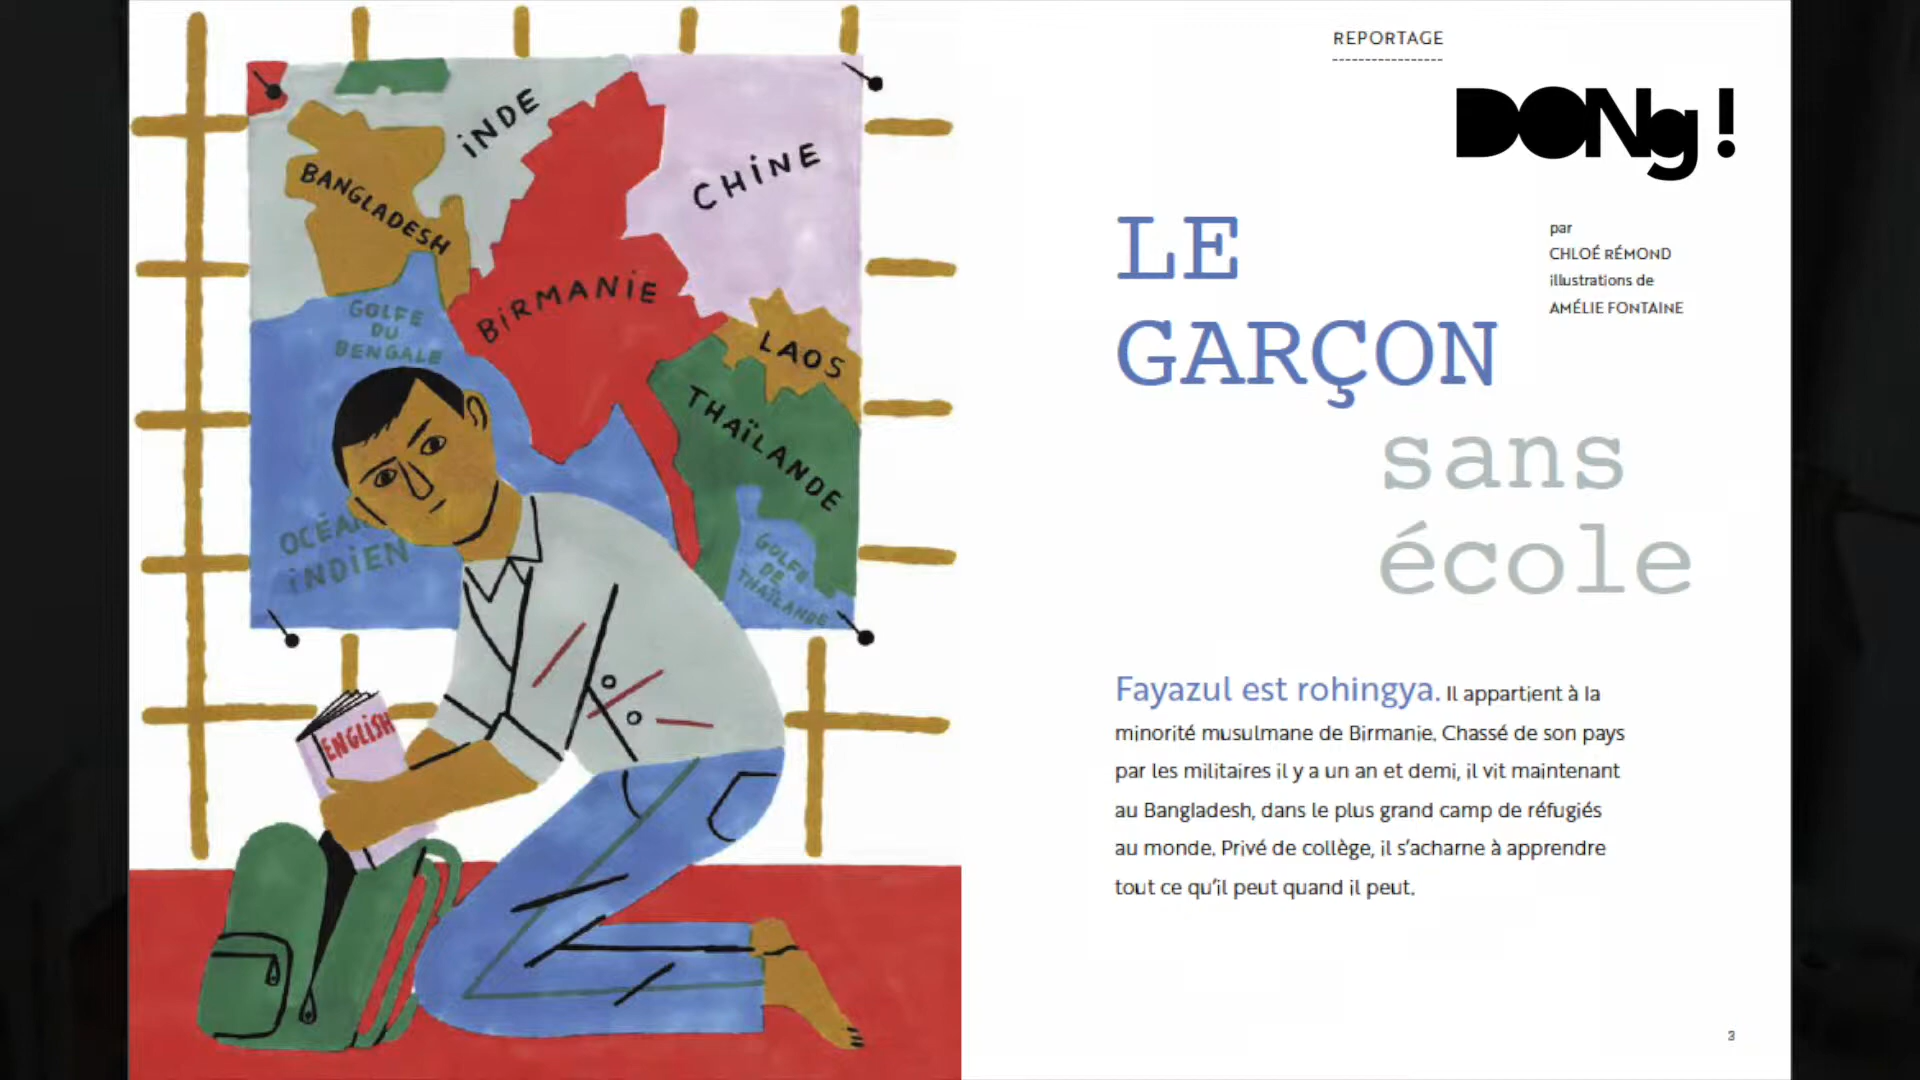 INDE
CHINE
BANGLADESH
BIRMANIE
GOLFE
DU
BENGALE
LAOS
THAÏLANDE
OCÉAN
INDIEN
GOLFE
DE
THAÏLANDE
ENGLISH
REPORTAGE
DONg !
LE
GARÇON
sans
école
par
CHLOÉ RÉMOND
illustrations de
AMÉLIE FONTAINE
Fayazul est rohingya. Il appartient à la
minorité musulmane de Birmanie. Chassé de son pays
par les militaires il y a un an et demi, il vit maintenant
au Bangladesh, dans le plus grand camp de réfugiés
au monde. Privé de collège, il s'acharne à apprendre
tout ce qu'il peut quand il peut.
3